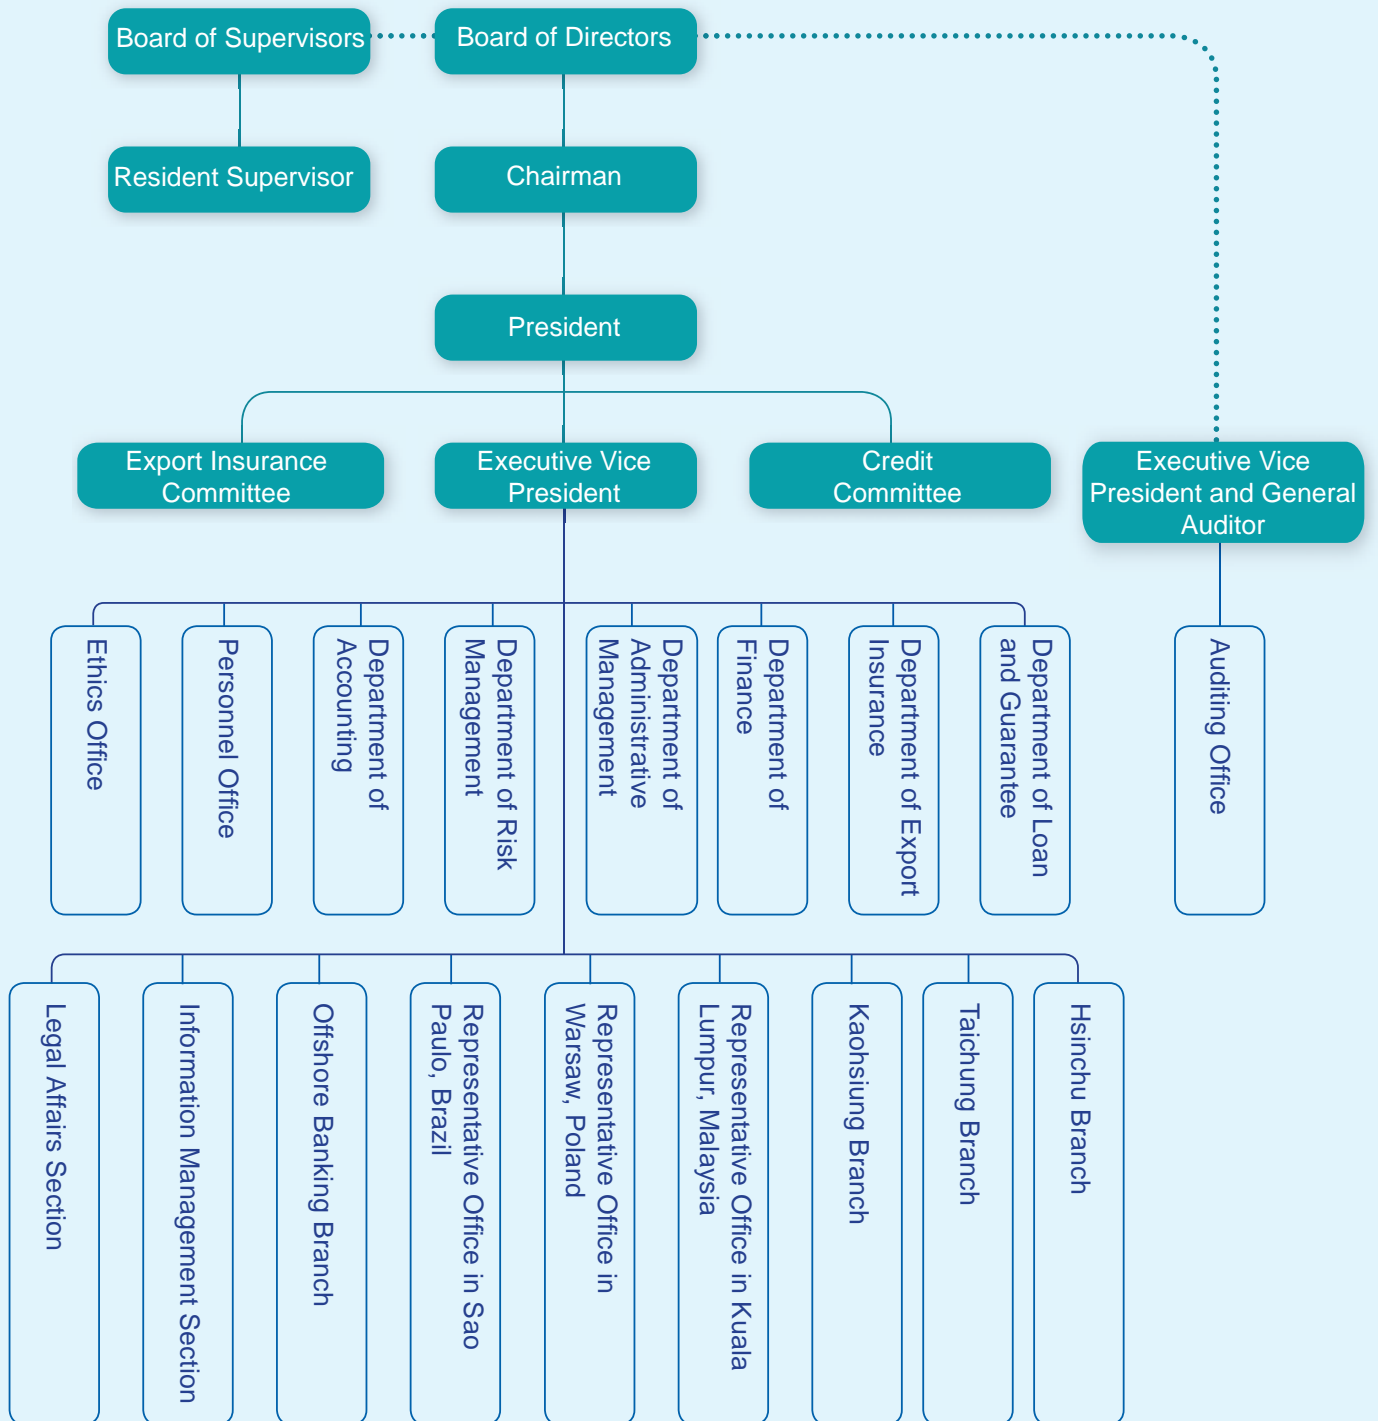 Board of Supervisors
Board of Directors
Resident Supervisor
Chairman
President
Export Insurance
Committee
Executive Vice
President
Credit
Committee
Executive Vice
President and General
Auditor
Ethics Office
Personnel Office
Department of
Accounting
Department of Risk
Management
Department of
Administrative
Management
Department of
Finance
Department of Export
Insurance
Department of Loan
and Guarantee
Auditing Office
Legal Affairs Section
Information Management Section
Offshore Banking Branch
Representative Office in Sao
Paulo, Brazil
Representative Office in
Warsaw, Poland
Representative Office in Kuala
Lumpur, Malaysia
Kaohsiung Branch
Taichung Branch
Hsinchu Branch